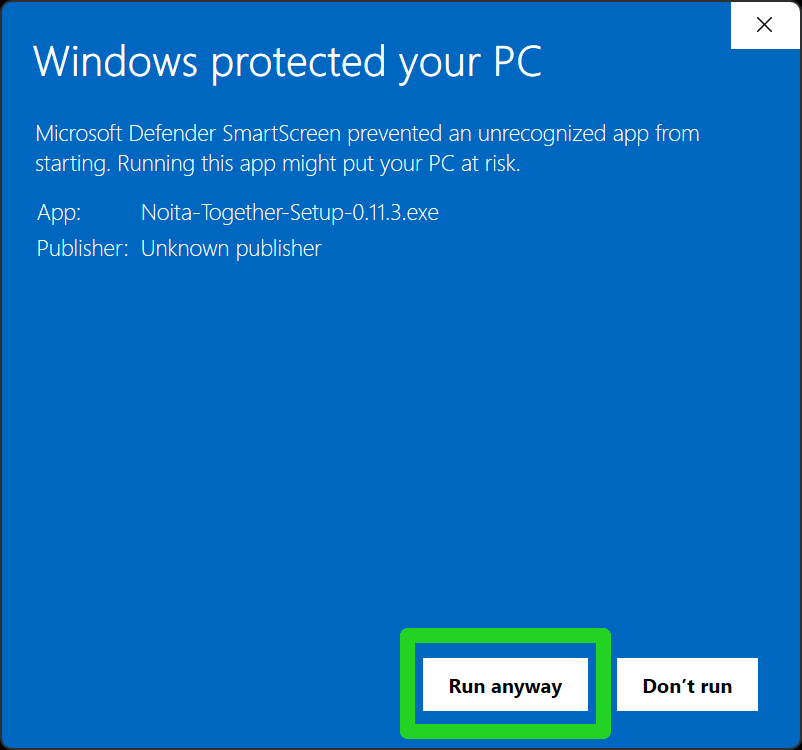 Windows protected your PC
Microsoft Defender SmartScreen prevented an unrecognized app from
starting. Running this app might put your PC at risk.
App: Noita-Together-Setup-0.11.3.exe
Publisher: Unknown publisher
Run anyway Don’t run